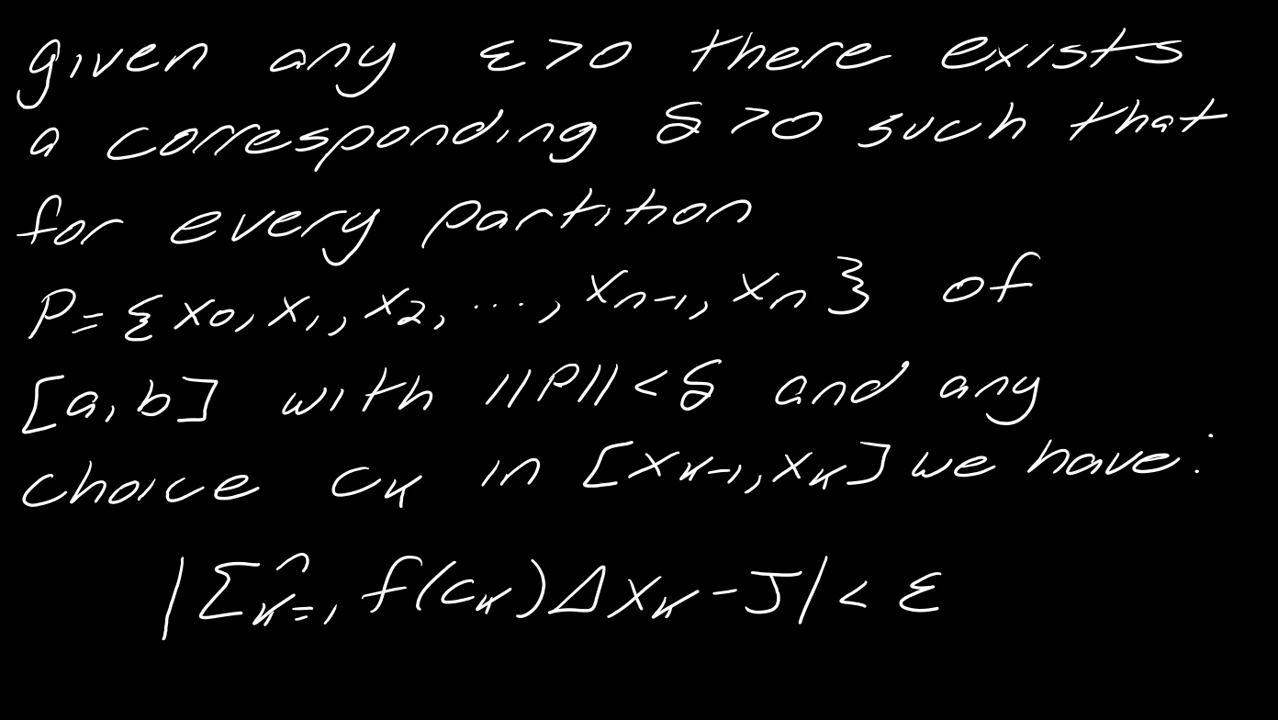 given any ε>0 there exists
a corresponding δ>0 such that
for every partition
P={x₀,x₁,x₂,...,xₙ₋₁,xₙ} of
[a,b] with ||P||<δ and any
choice cₖ in [xₖ₋₁,xₖ] we have:
|Σⁿₖ₌₁ f(cₖ)Δxₖ-J|<ε